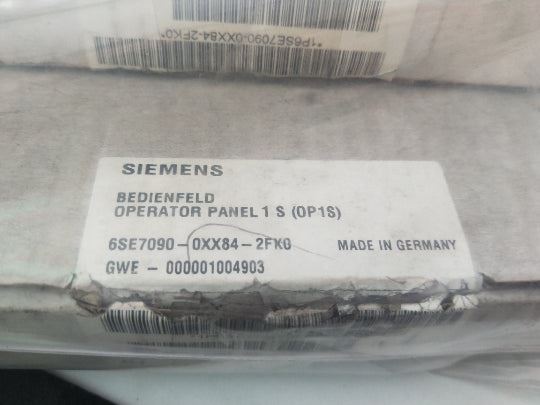 *1P6SE7090-0XX84-2FK0*
SIEMENS
BEDIENFELD
OPERATOR PANEL 1 S (OP1S)
6SE7090-0XX84-2FK0 MADE IN GERMANY
GWE - 000001004903